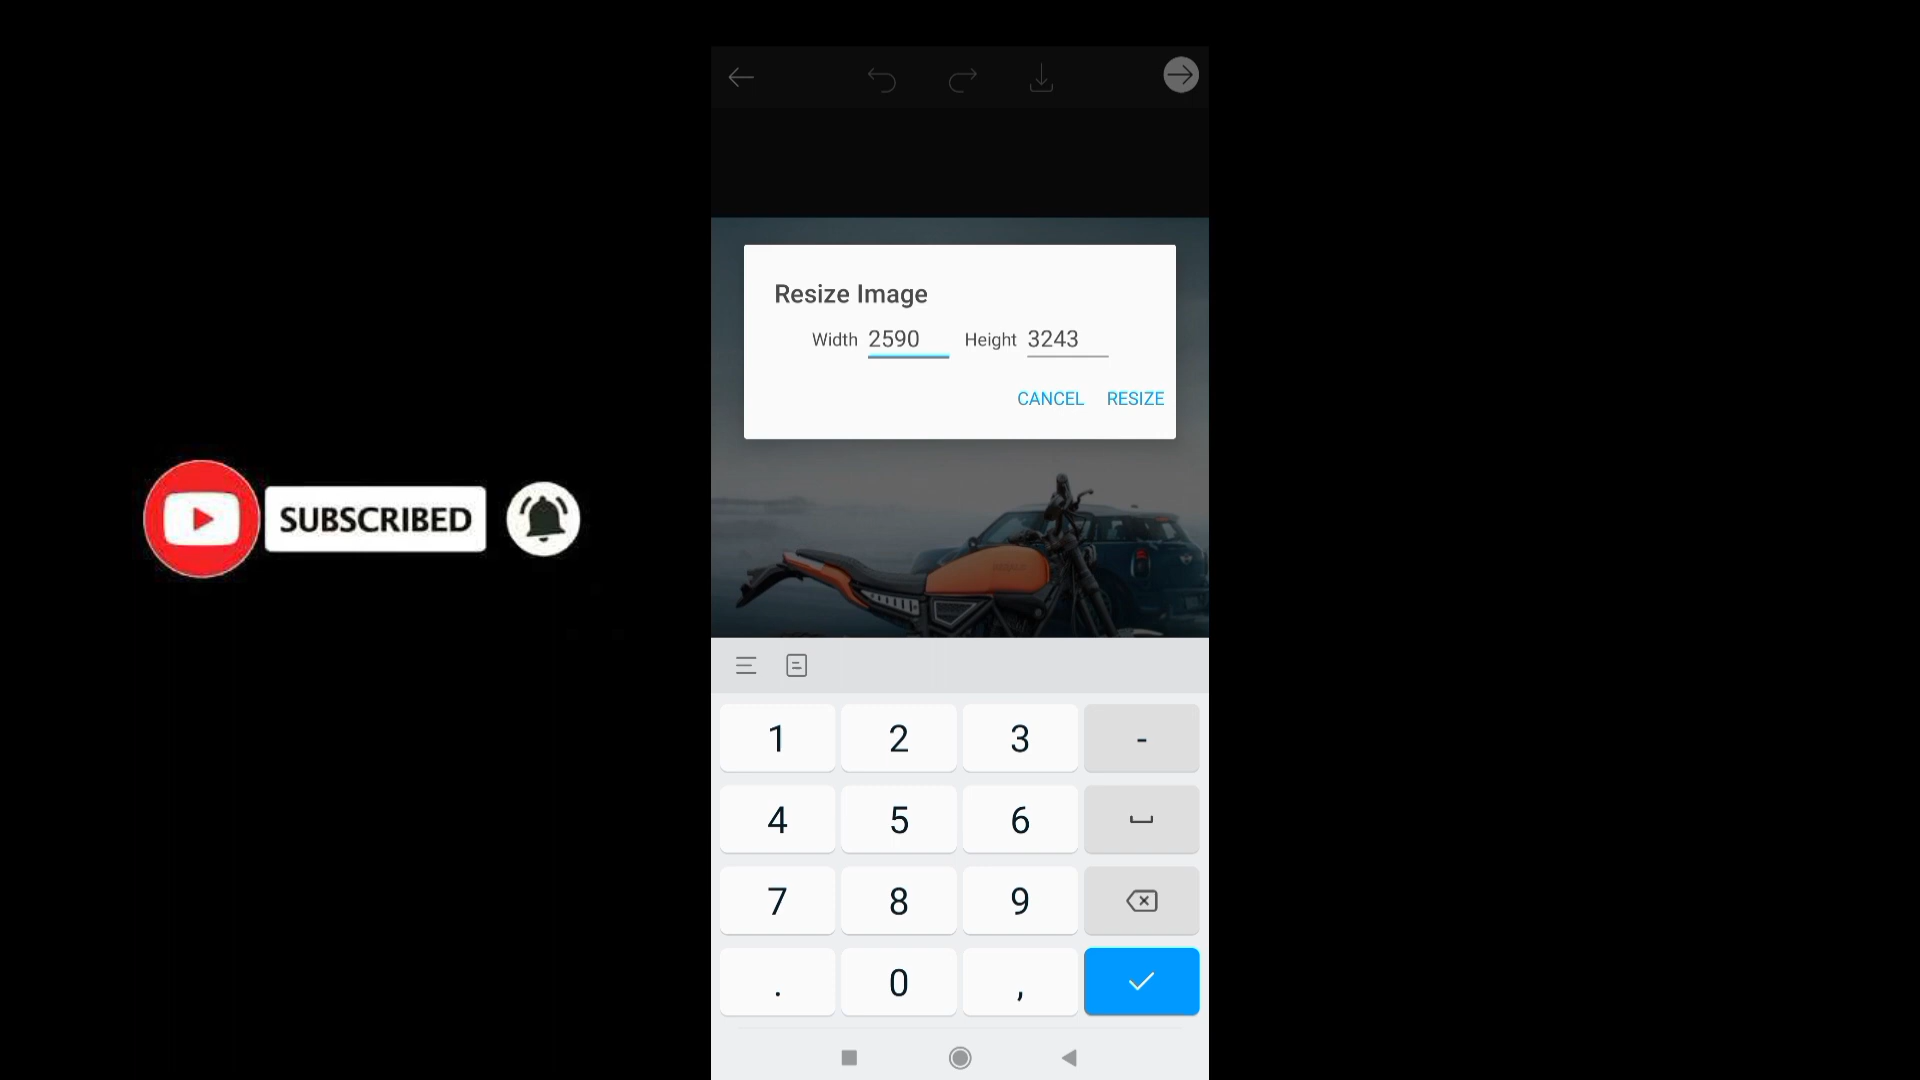 Resize Image
Width 2590 Height 3243
CANCEL RESIZE
SUBSCRIBED
1 2 3 -
4 5 6
7 8 9
. 0 ,